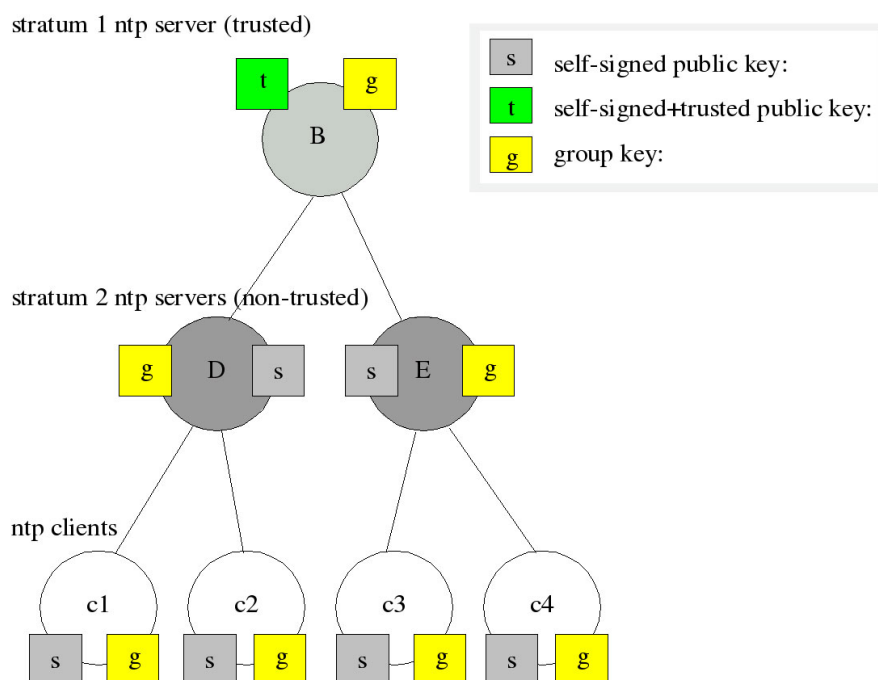 stratum 1 ntp server (trusted)
t
g
B
s self-signed public key:
t self-signed+trusted public key:
g group key:
stratum 2 ntp servers (non-trusted)
g D s
s E g
ntp clients
c1
c2
c3
c4
s g
s g
s g
s g